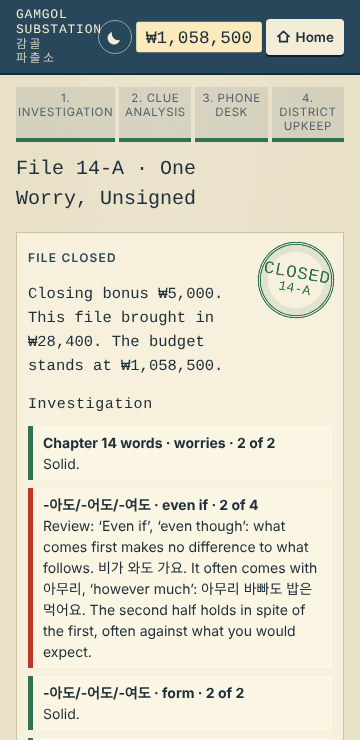 GAMGOL
SUBSTATION
감골
파출소
₩1,058,500
Home
1.
INVESTIGATION
2. CLUE
ANALYSIS
3. PHONE
DESK
4.
DISTRICT
UPKEEP
File 14-A · One
Worry, Unsigned
FILE CLOSED
CLOSED
14-A
Closing bonus ₩5,000.
This file brought in
₩28,400. The budget
stands at ₩1,058,500.
Investigation
Chapter 14 words · worries · 2 of 2
Solid.
-아도/-어도/-여도 · even if · 2 of 4
Review: ‘Even if’, ‘even though’: what
comes first makes no difference to what
follows. 비가 와도 가요. It often comes with
아무리, ‘however much’: 아무리 바빠도 밥은
먹어요. The second half holds in spite of
the first, often against what you would
expect.
-아도/-어도/-여도 · form · 2 of 2
Solid.